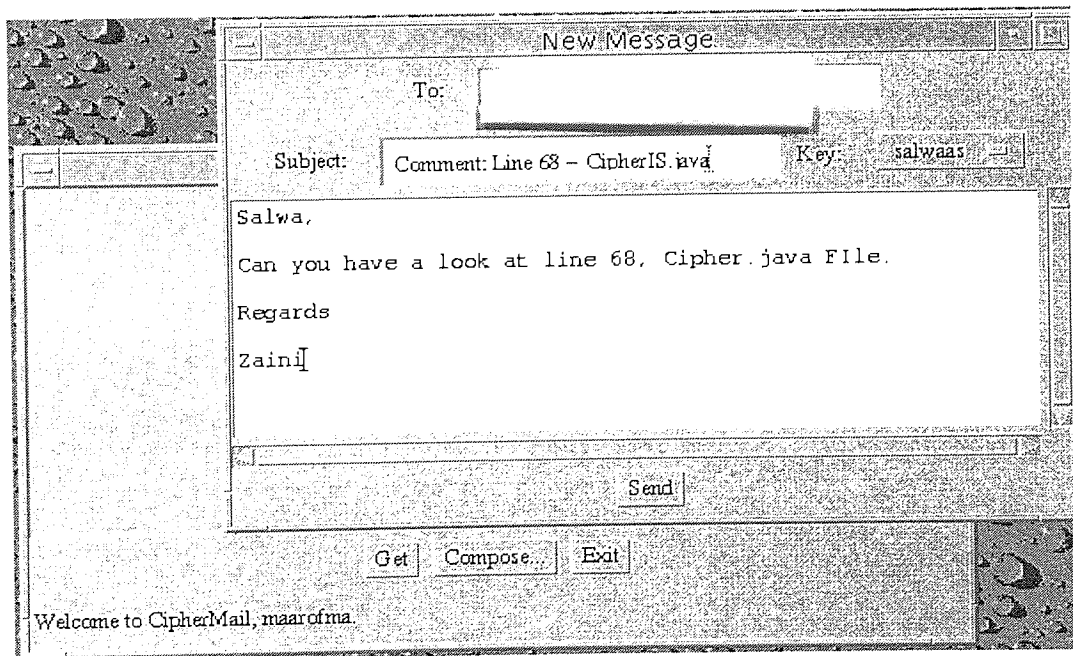 New Message
To:
Subject: Comment: Line 68 – CipherIS.java Key: salwaas
Salwa,
Can you have a look at line 68, Cipher.java FIle.
Regards
Zaini
Send
Get Compose... Exit
Welcome to CipherMail, maarofma.